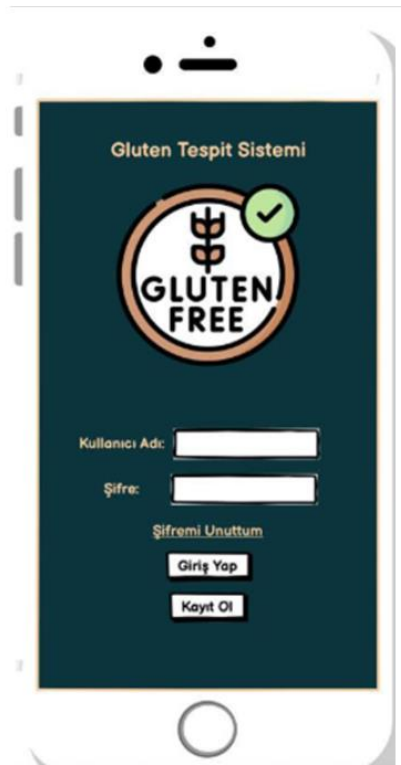 Gluten Tespit Sistemi
GLUTEN
FREE
Kullanıcı Adı:
Şifre:
Şifremi Unuttum
Giriş Yap
Kayıt Ol